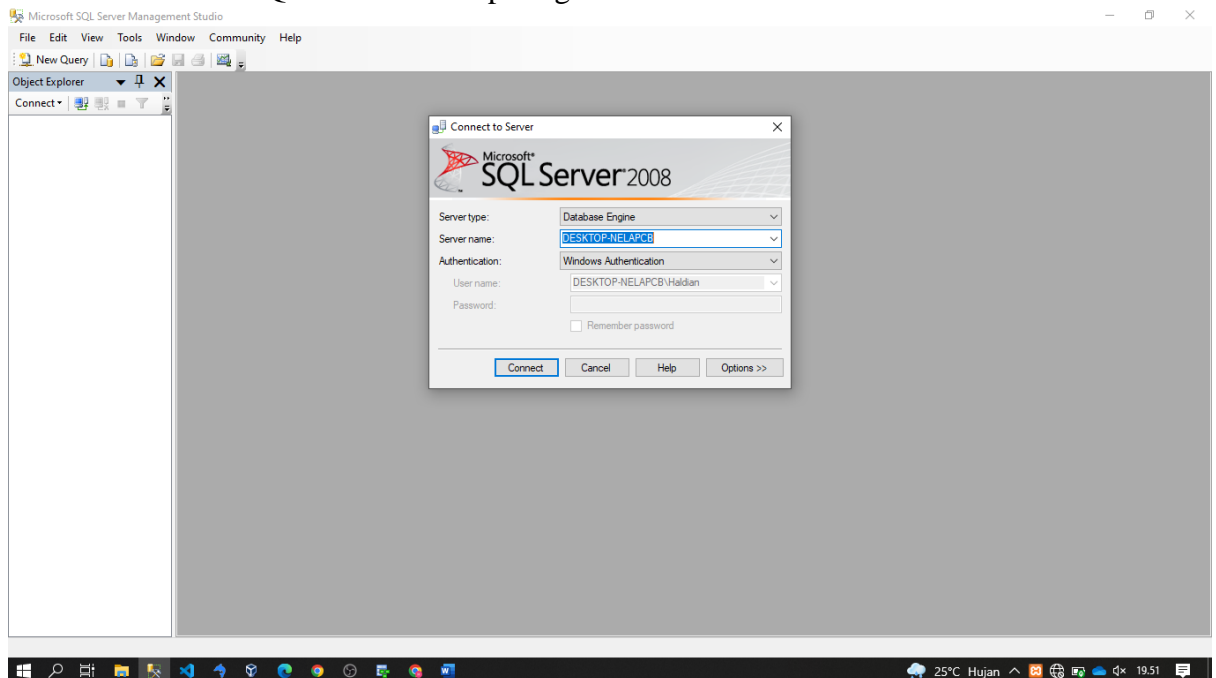 Microsoft SQL Server Management Studio
File Edit View Tools Window Community Help
New Query
Object Explorer
Connect
Connect to Server
Microsoft
SQL Server 2008
Server type: Database Engine
Server name: DESKTOP-NELAPCB
Authentication: Windows Authentication
User name: DESKTOP-NELAPCB\Haldian
Password:
Remember password
Connect Cancel Help Options >>
25°C Hujan 19.51